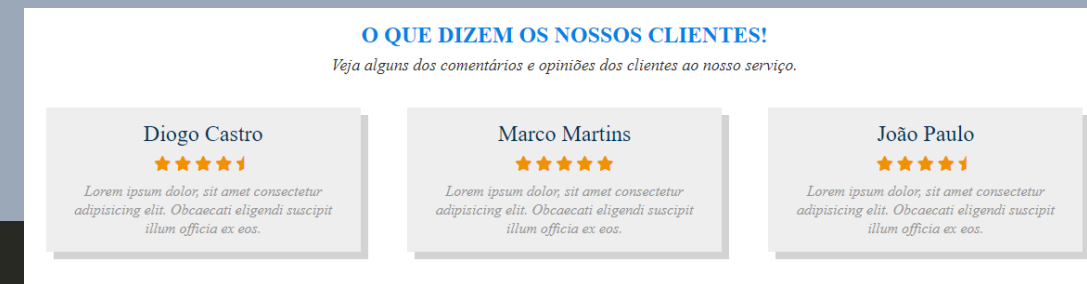 O QUE DIZEM OS NOSSOS CLIENTES!
Veja alguns dos comentários e opiniões dos clientes ao nosso serviço.
Diogo Castro
Lorem ipsum dolor, sit amet consectetur
adipisicing elit. Obcaecati eligendi suscipit
illum officia ex eos.
Marco Martins
Lorem ipsum dolor, sit amet consectetur
adipisicing elit. Obcaecati eligendi suscipit
illum officia ex eos.
João Paulo
Lorem ipsum dolor, sit amet consectetur
adipisicing elit. Obcaecati eligendi suscipit
illum officia ex eos.